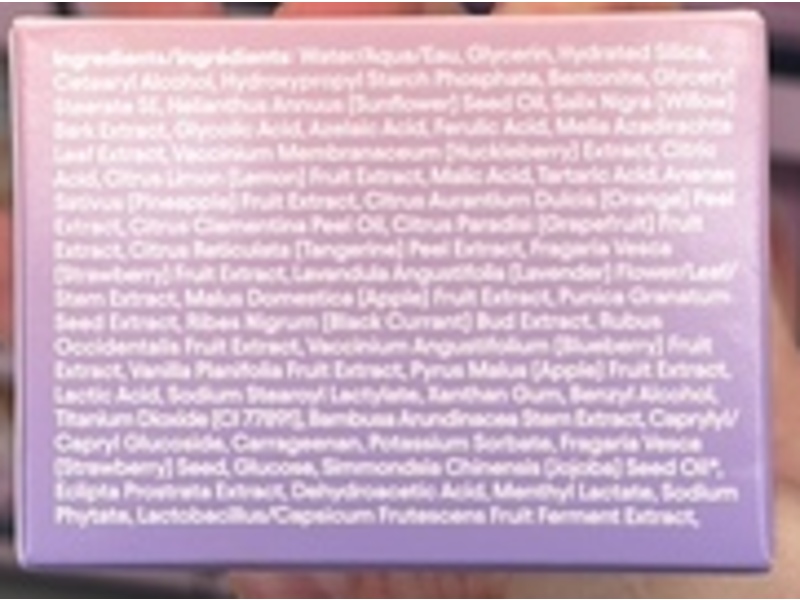 Ingredients/Ingrédients: Water/Aqua/Eau, Glycerin, Hydrated Silica,
Cetearyl Alcohol, Hydroxypropyl Starch Phosphate, Bentonite, Glyceryl
Stearate SE, Helianthus Annuus [Sunflower] Seed Oil, Salix Nigra [Willow]
Bark Extract, Glycolic Acid, Azelaic Acid, Ferulic Acid, Melia Azadirachta
Leaf Extract, Vaccinium Membranaceum [Huckleberry] Extract, Citric
Acid, Citrus Limon [Lemon] Fruit Extract, Malic Acid, Tartaric Acid, Ananas
Sativus [Pineapple] Fruit Extract, Citrus Aurantium Dulcis [Orange] Peel
Extract, Citrus Clementina Peel Oil, Citrus Paradisi [Grapefruit] Fruit
Extract, Citrus Reticulata [Tangerine] Peel Extract, Fragaria Vesca
[Strawberry] Fruit Extract, Lavandula Angustifolia [Lavender] Flower/Leaf/
Stem Extract, Malus Domestica [Apple] Fruit Extract, Punica Granatum
Seed Extract, Ribes Nigrum [Black Currant] Bud Extract, Rubus
Occidentalis Fruit Extract, Vaccinium Angustifolium [Blueberry] Fruit
Extract, Vanilla Planifolia Fruit Extract, Pyrus Malus [Apple] Fruit Extract,
Lactic Acid, Sodium Stearoyl Lactylate, Xanthan Gum, Benzyl Alcohol,
Titanium Dioxide [CI 77891], Bambusa Arundinacea Stem Extract, Caprylyl/
Capryl Glucoside, Carrageenan, Potassium Sorbate, Fragaria Vesca
[Strawberry] Seed, Glucose, Simmondsia Chinensis [Jojoba] Seed Oil*,
Eclipta Prostrata Extract, Dehydroacetic Acid, Menthyl Lactate, Sodium
Phytate, Lactobacillus/Capsicum Frutescens Fruit Ferment Extract,